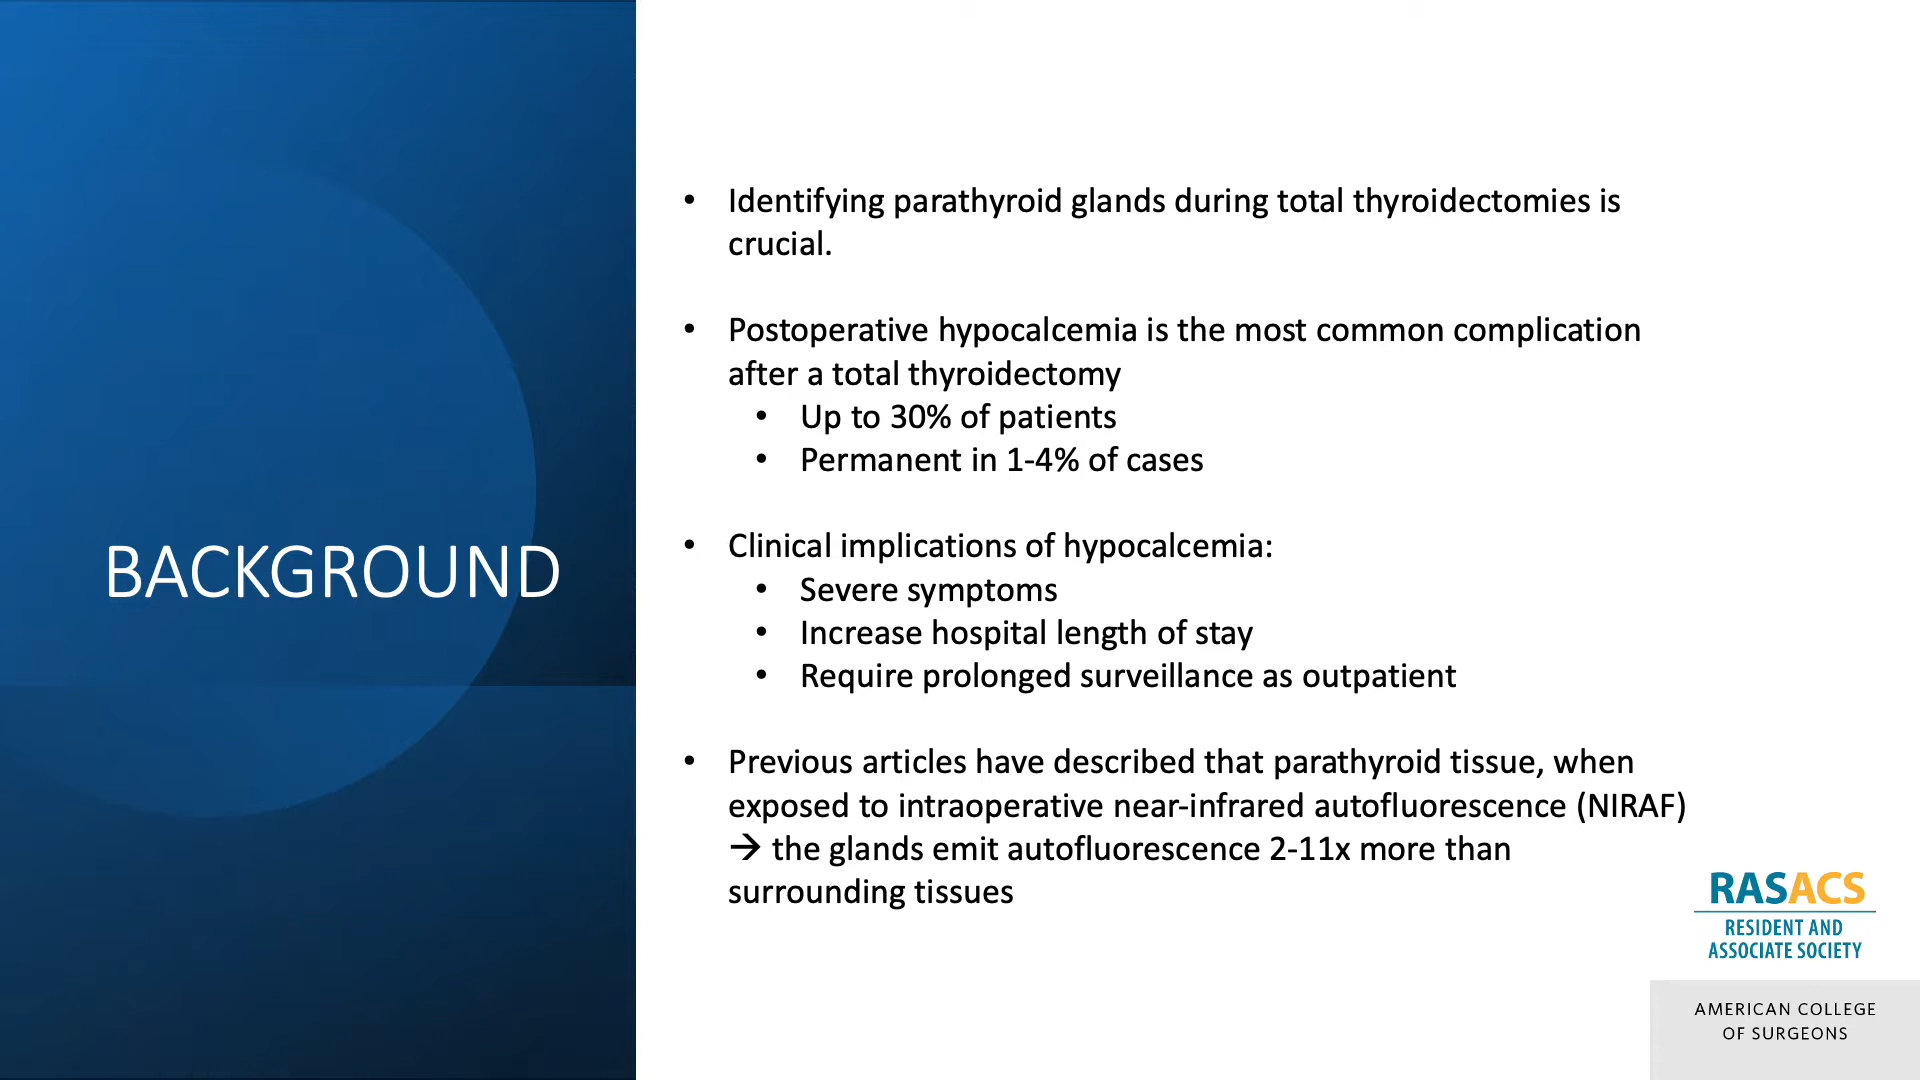 BACKGROUND
• Identifying parathyroid glands during total thyroidectomies is
crucial.
• Postoperative hypocalcemia is the most common complication
after a total thyroidectomy
• Up to 30% of patients
• Permanent in 1-4% of cases
• Clinical implications of hypocalcemia:
• Severe symptoms
• Increase hospital length of stay
• Require prolonged surveillance as outpatient
• Previous articles have described that parathyroid tissue, when
exposed to intraoperative near-infrared autofluorescence (NIRAF)
→ the glands emit autofluorescence 2-11x more than
surrounding tissues
RASACS
RESIDENT AND
ASSOCIATE SOCIETY
AMERICAN COLLEGE
OF SURGEONS